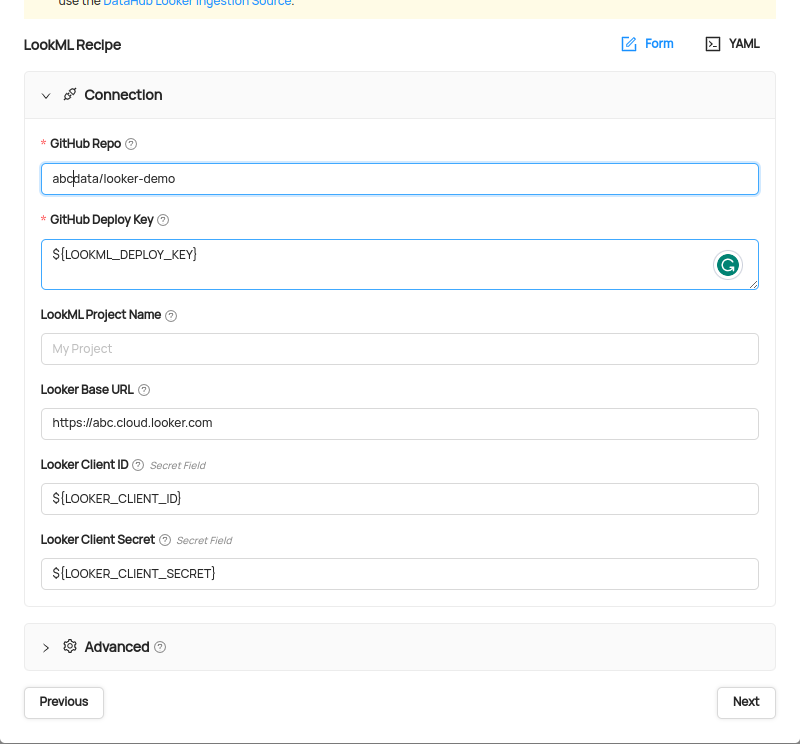 use the DataHub Looker Ingestion Source.
LookML Recipe
Form
YAML
Connection
* GitHub Repo
abcdata/looker-demo
* GitHub Deploy Key
${LOOKML_DEPLOY_KEY}
LookML Project Name
My Project
Looker Base URL
https://abc.cloud.looker.com
Looker Client ID Secret Field
${LOOKER_CLIENT_ID}
Looker Client Secret Secret Field
${LOOKER_CLIENT_SECRET}
Advanced
Previous
Next